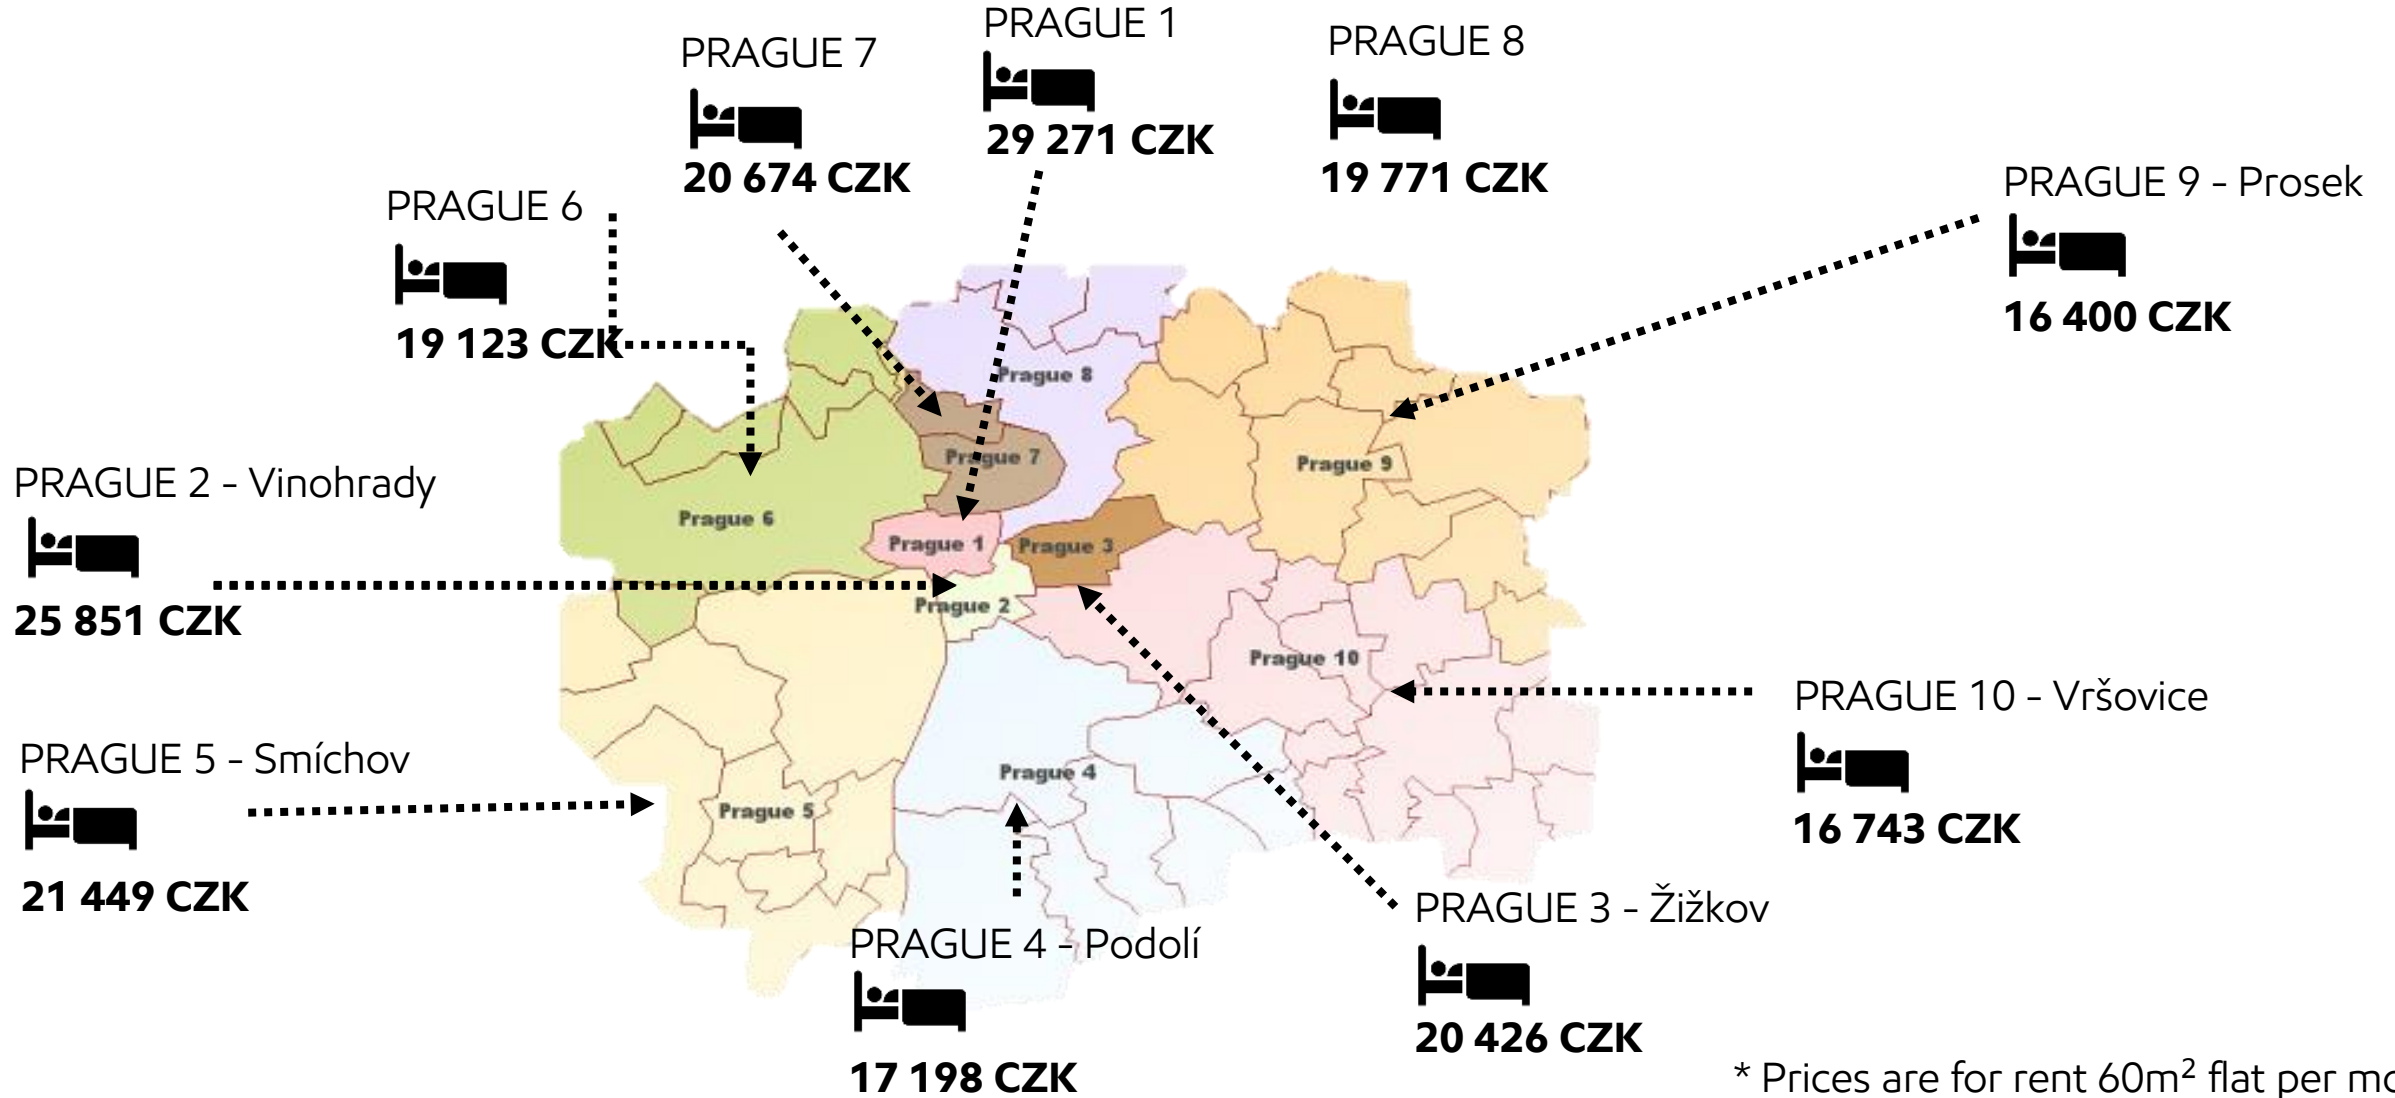 PRAGUE 1
29 271 CZK
PRAGUE 7
20 674 CZK
PRAGUE 8
19 771 CZK
PRAGUE 6
19 123 CZK
PRAGUE 9 - Prosek
16 400 CZK
PRAGUE 2 - Vinohrady
25 851 CZK
PRAGUE 5 - Smíchov
21 449 CZK
PRAGUE 4 - Podolí
17 198 CZK
PRAGUE 3 - Žižkov
20 426 CZK
PRAGUE 10 - Vršovice
16 743 CZK
Prague 8
Prague 7
Prague 9
Prague 6
Prague 1
Prague 3
Prague 2
Prague 10
Prague 4
Prague 5
* Prices are for rent 60m² flat per